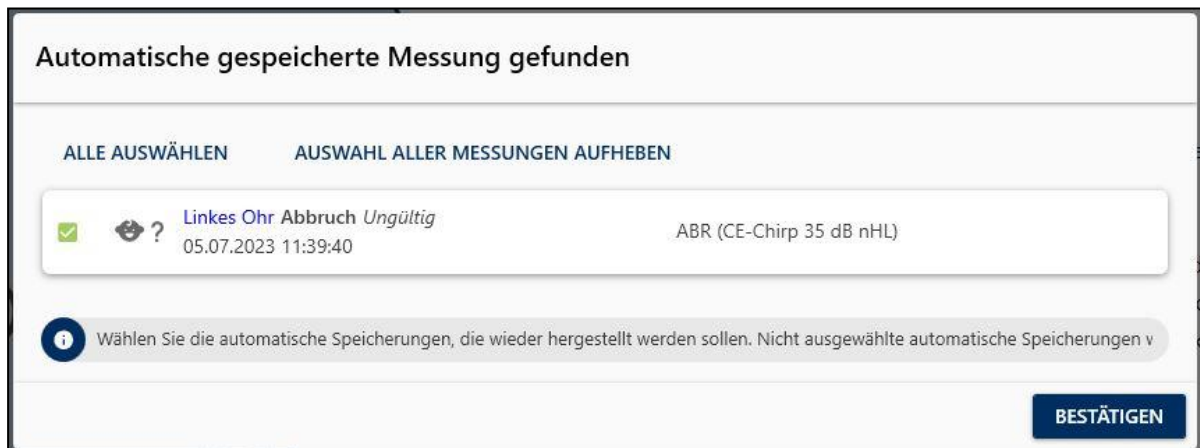 Automatische gespeicherte Messung gefunden
ALLE AUSWÄHLEN AUSWAHL ALLER MESSUNGEN AUFHEBEN
? Linkes Ohr Abbruch Ungültig
05.07.2023 11:39:40 ABR (CE-Chirp 35 dB nHL)
Wählen Sie die automatische Speicherungen, die wieder hergestellt werden sollen. Nicht ausgewählte automatische Speicherungen
BESTÄTIGEN